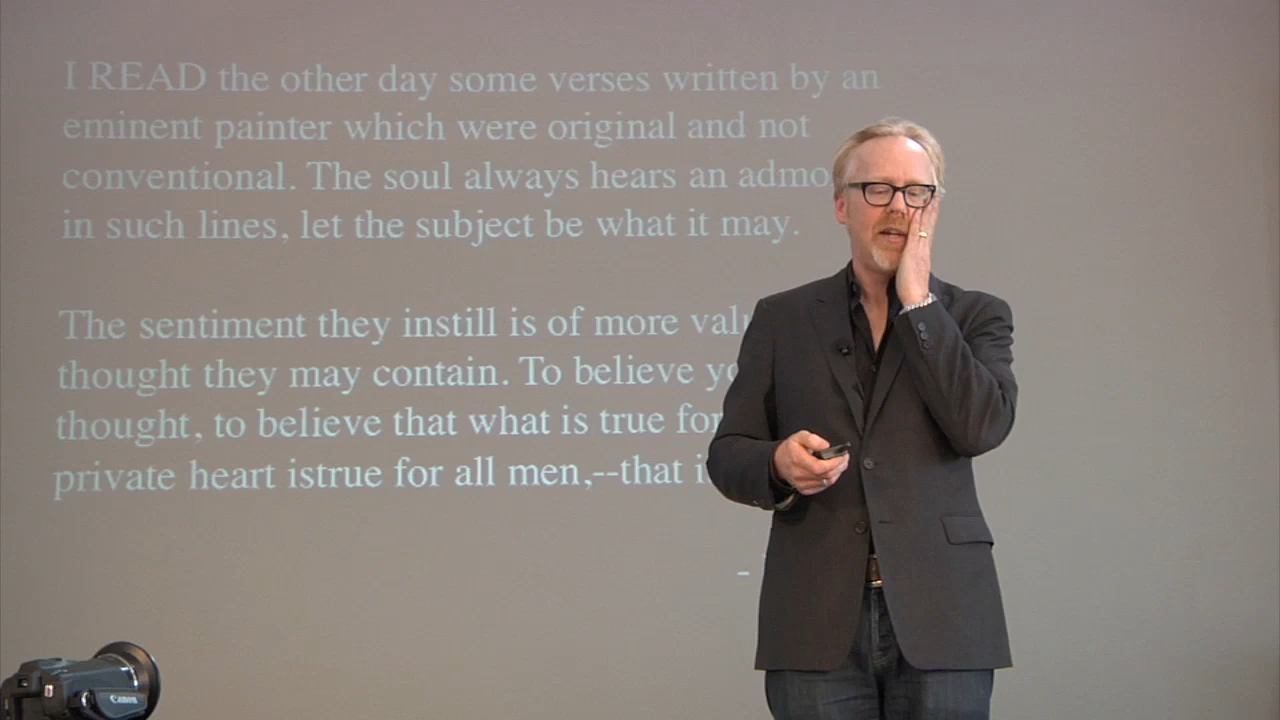 I READ the other day some verses written by an
eminent painter which were original and not
conventional. The soul always hears an admo
in such lines, let the subject be what it may.
The sentiment they instill is of more valu
thought they may contain. To believe yo
thought, to believe that what is true for
private heart istrue for all men,--that i
-
Canon